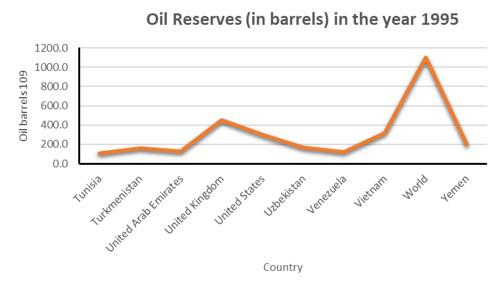 Oil Reserves (in barrels) in the year 1995
Oil barrels109
1200.0
1000.0
800.0
600.0
400.0
200.0
0.0
Tunisia
Turkmenistan
United Arab Emirates
United Kingdom
United States
Uzbekistan
Venezuela
Vietnam
World
Yemen
Country